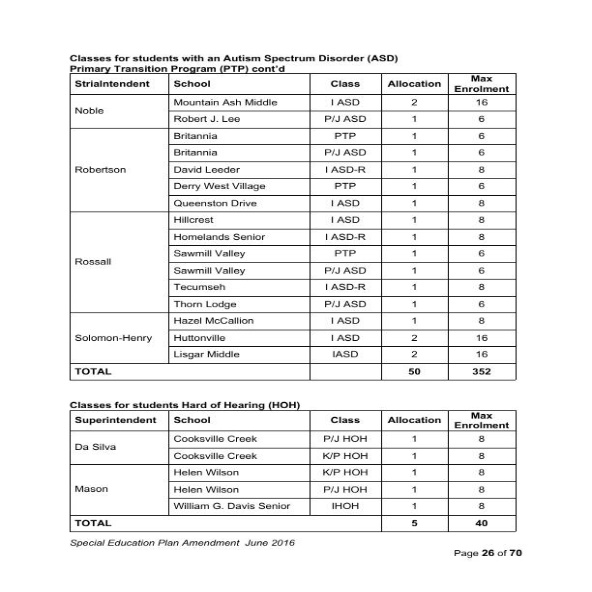 Classes for students with an Autism Spectrum Disorder (ASD)
Primary Transition Program (PTP) cont'd
StriaIntendent School Class Allocation Max Enrolment
Noble Mountain Ash Middle I ASD 2 16
Robert J. Lee P/J ASD 1 6
Robertson Britannia PTP 1 6
Britannia P/J ASD 1 6
David Leeder I ASD-R 1 8
Derry West Village PTP 1 6
Queenston Drive I ASD 1 8
Rossall Hillcrest I ASD 1 8
Homelands Senior I ASD-R 1 8
Sawmill Valley PTP 1 6
Sawmill Valley P/J ASD 1 6
Tecumseh I ASD-R 1 8
Thorn Lodge P/J ASD 1 6
Solomon-Henry Hazel McCallion I ASD 1 8
Huttonville I ASD 2 16
Lisgar Middle IASD 2 16
TOTAL 50 352
Classes for students Hard of Hearing (HOH)
Superintendent School Class Allocation Max Enrolment
Da Silva Cooksville Creek P/J HOH 1 8
Cooksville Creek K/P HOH 1 8
Mason Helen Wilson K/P HOH 1 8
Helen Wilson P/J HOH 1 8
William G. Davis Senior IHOH 1 8
TOTAL 5 40
Special Education Plan Amendment June 2016
Page 26 of 70